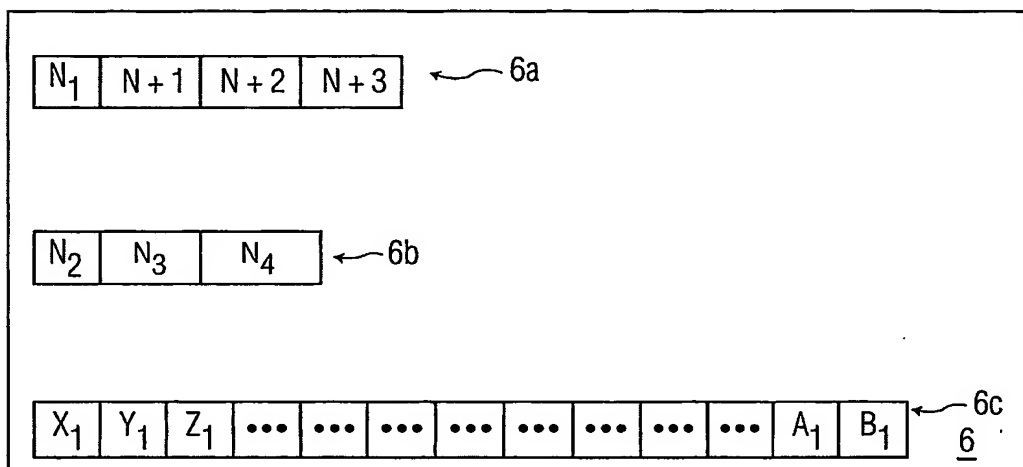 N₁ N + 1 N + 2 N + 3 6a
N₂ N₃ N₄ 6b
X₁ Y₁ Z₁ ••• ••• ••• ••• ••• ••• ••• ••• A₁ B₁ 6c
6